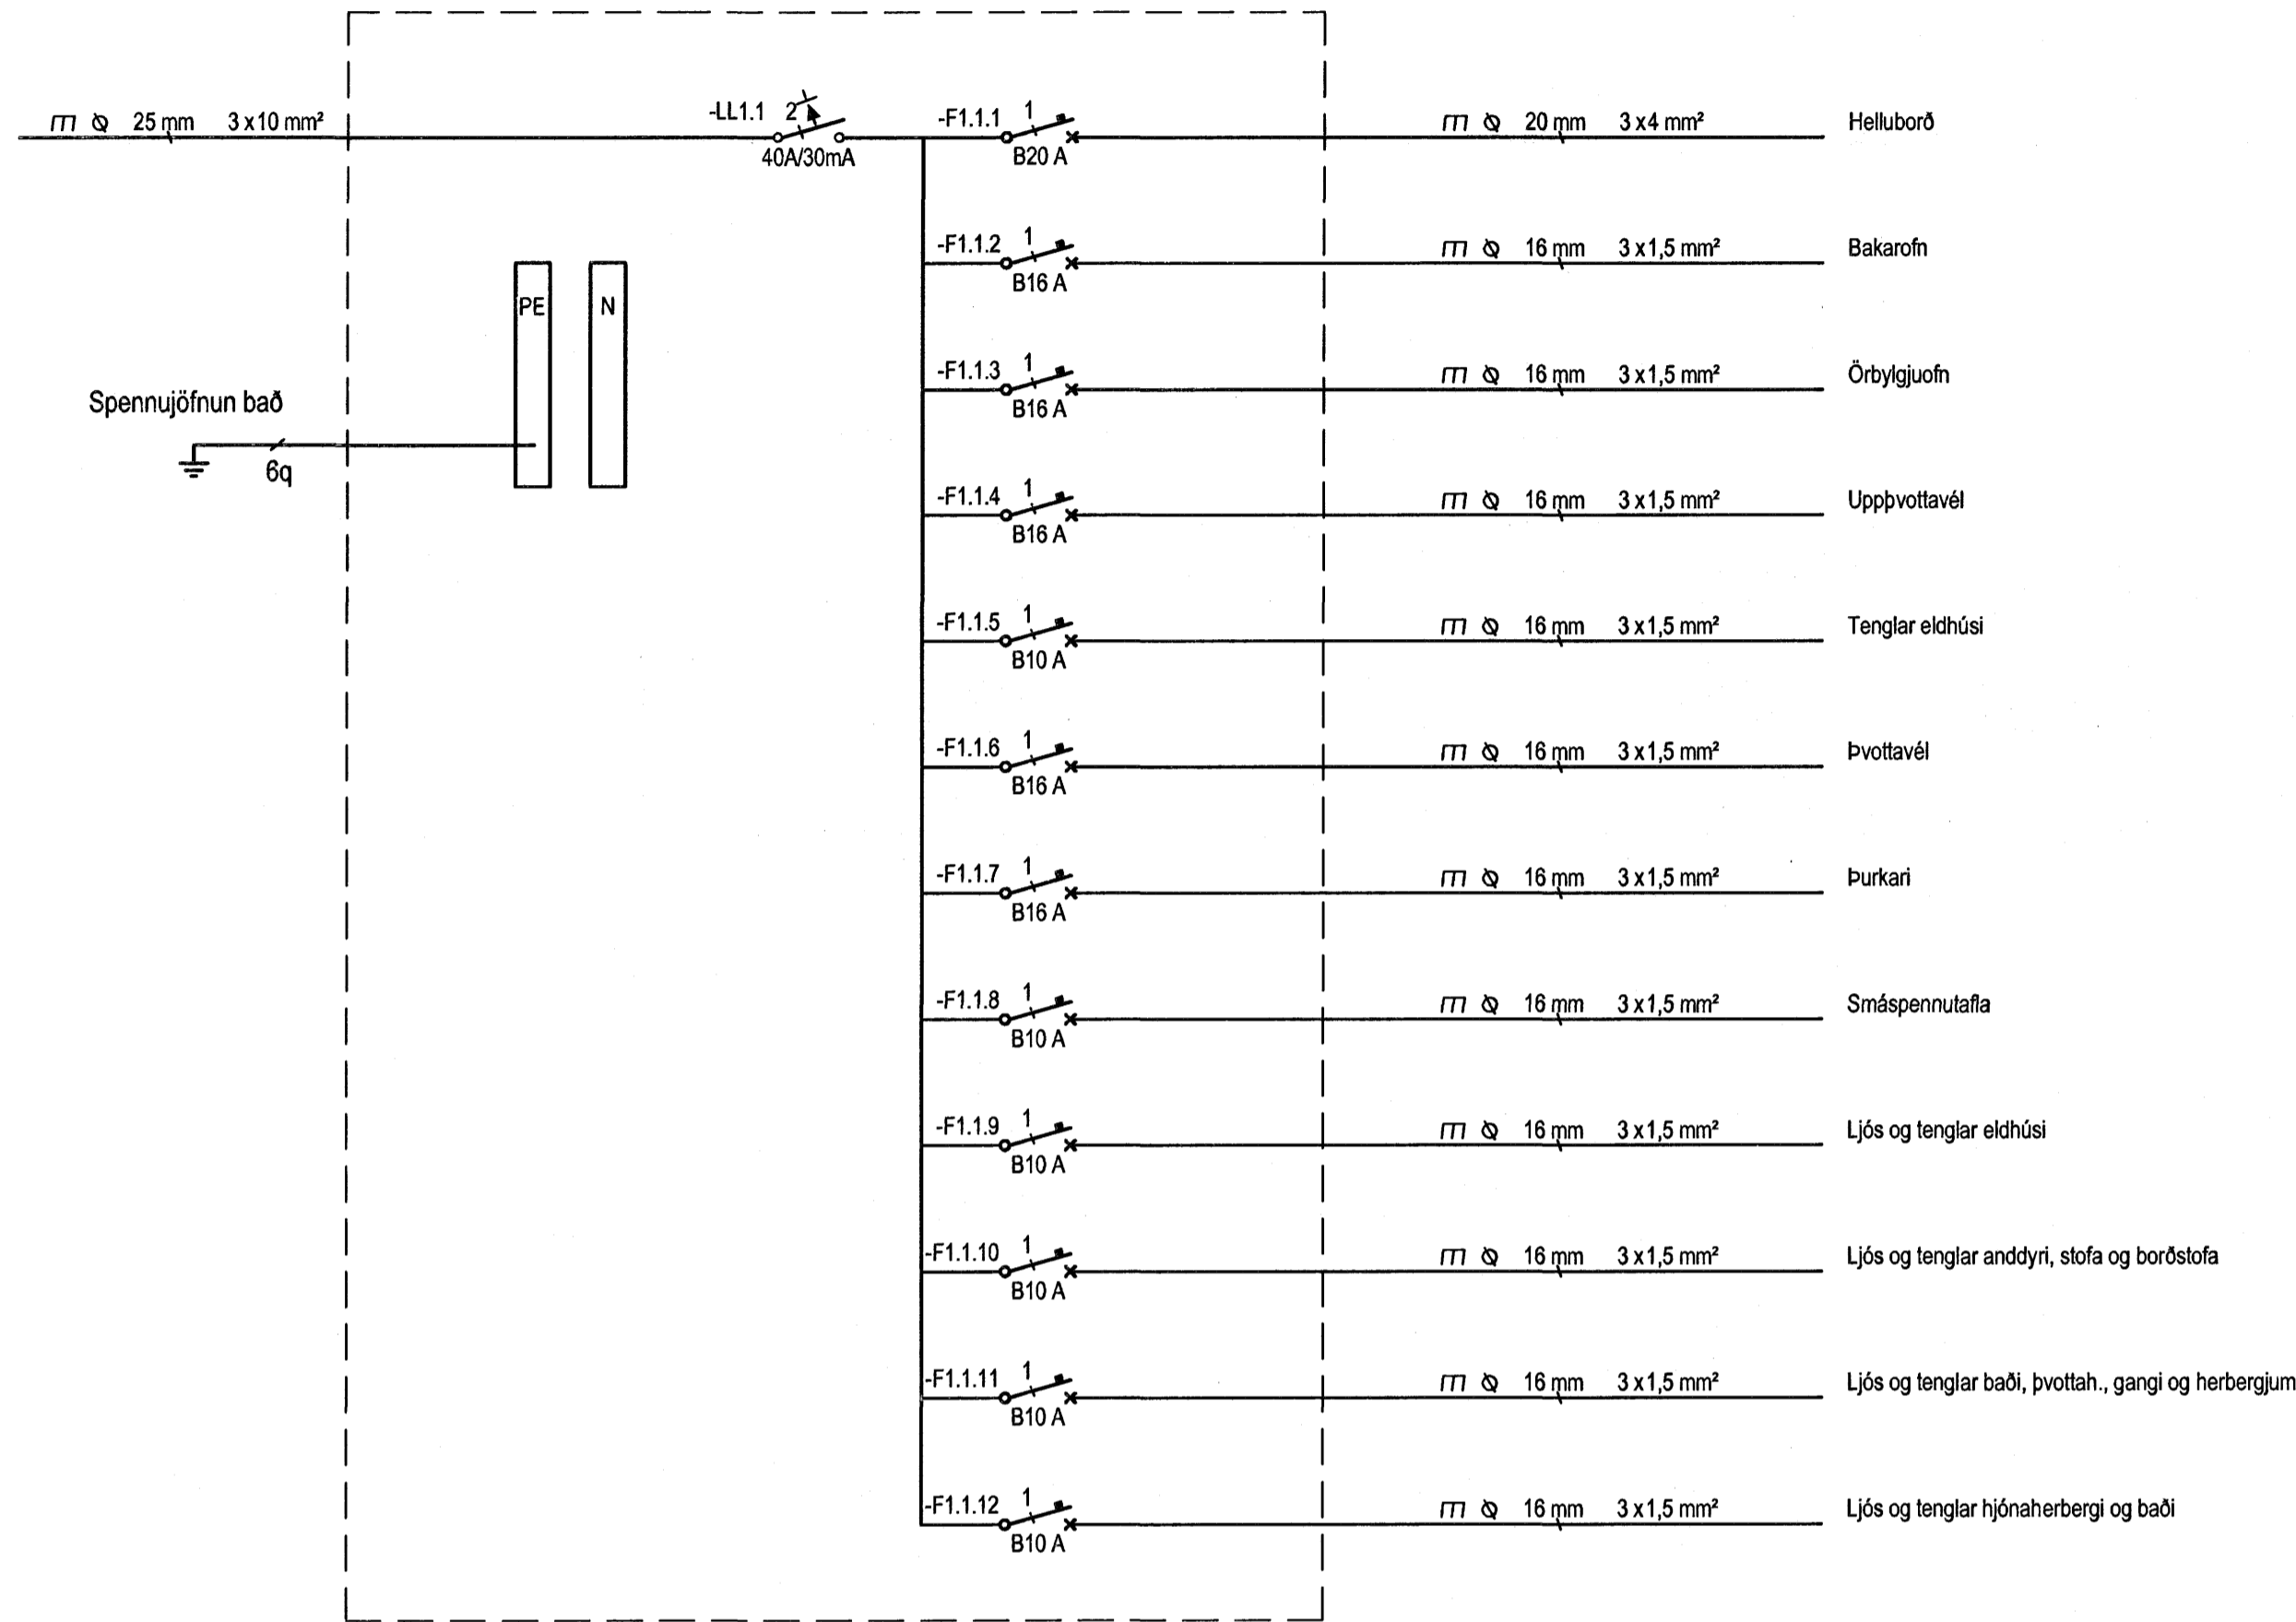 25 mm 3 x 10 mm²
-LL1.1 2
40A/30mA
-F1.1.1 1
B20 A
20 mm 3 x 4 mm²
Helluborð
-F1.1.2 1
B16 A
16 mm 3 x 1,5 mm²
Bakarofn
PE N
-F1.1.3 1
B16 A
16 mm 3 x 1,5 mm²
Örbylgjuofn
Spennujöfnun bað
6q
-F1.1.4 1
B16 A
16 mm 3 x 1,5 mm²
Uppþvottavél
-F1.1.5 1
B10 A
16 mm 3 x 1,5 mm²
Tenglar eldhúsi
-F1.1.6 1
B16 A
16 mm 3 x 1,5 mm²
Þvottavél
-F1.1.7 1
B16 A
16 mm 3 x 1,5 mm²
Þurkari
-F1.1.8 1
B10 A
16 mm 3 x 1,5 mm²
Smáspennutafla
-F1.1.9 1
B10 A
16 mm 3 x 1,5 mm²
Ljós og tenglar eldhúsi
-F1.1.10 1
B10 A
16 mm 3 x 1,5 mm²
Ljós og tenglar anddyri, stofa og borðstofa
-F1.1.11 1
B10 A
16 mm 3 x 1,5 mm²
Ljós og tenglar baði, þvottah., gangi og herbergjum
-F1.1.12 1
B10 A
16 mm 3 x 1,5 mm²
Ljós og tenglar hjónaherbergi og baði